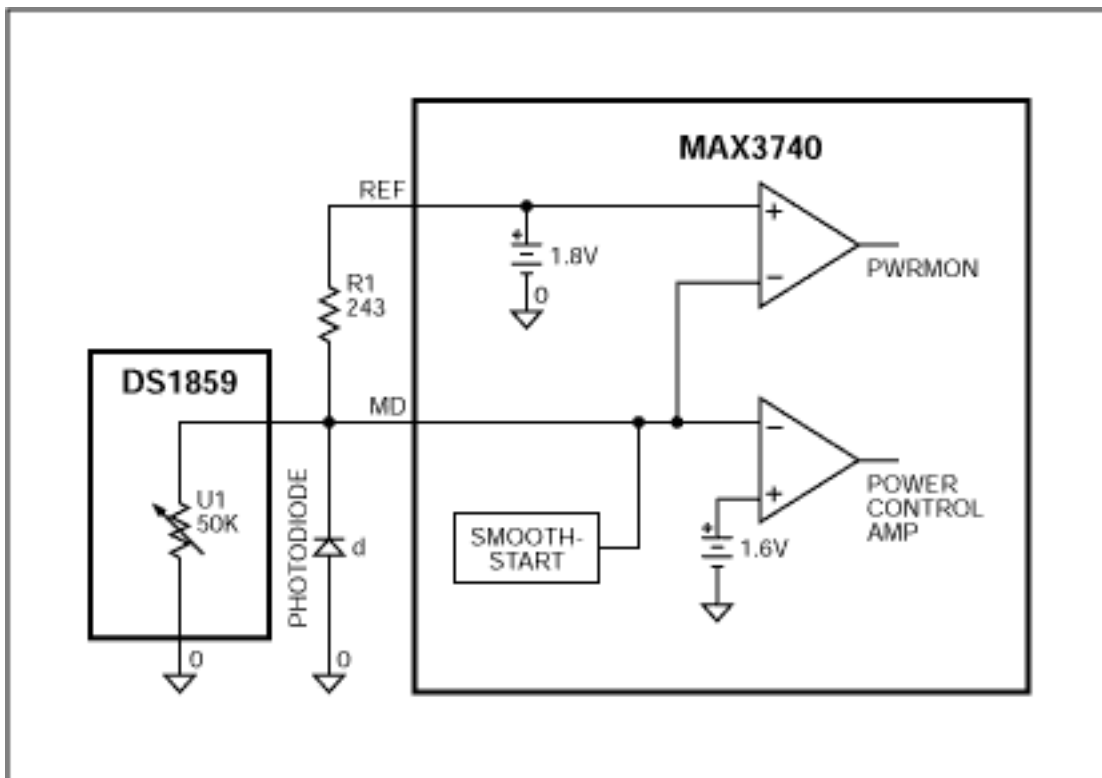 MAX3740
REF
+
1.8V
0
−
PWRMON
R1
243
DS1859
MD
U1
50K
0
PHOTODIODE
d
0
SMOOTH-
START
−
+
1.6V
POWER
CONTROL
AMP